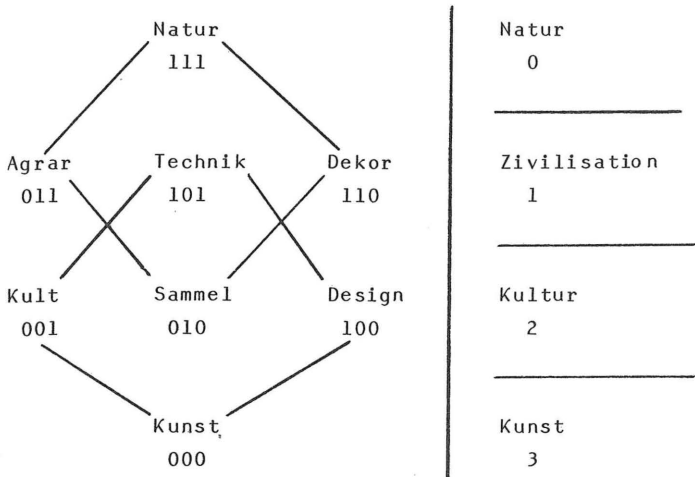 Natur
111
Agrar Technik Dekor
011 101 110
Kult Sammel Design
001 010 100
Kunst
000
Natur
0
Zivilisation
1
Kultur
2
Kunst
3